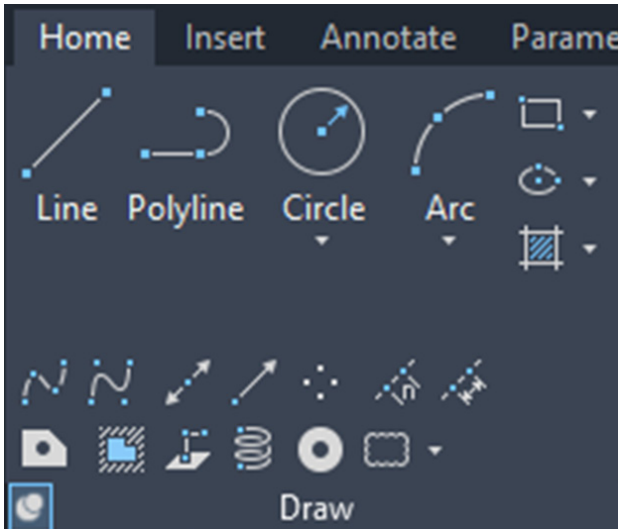 Home Insert Annotate Parame
Line Polyline Circle Arc
n
Draw